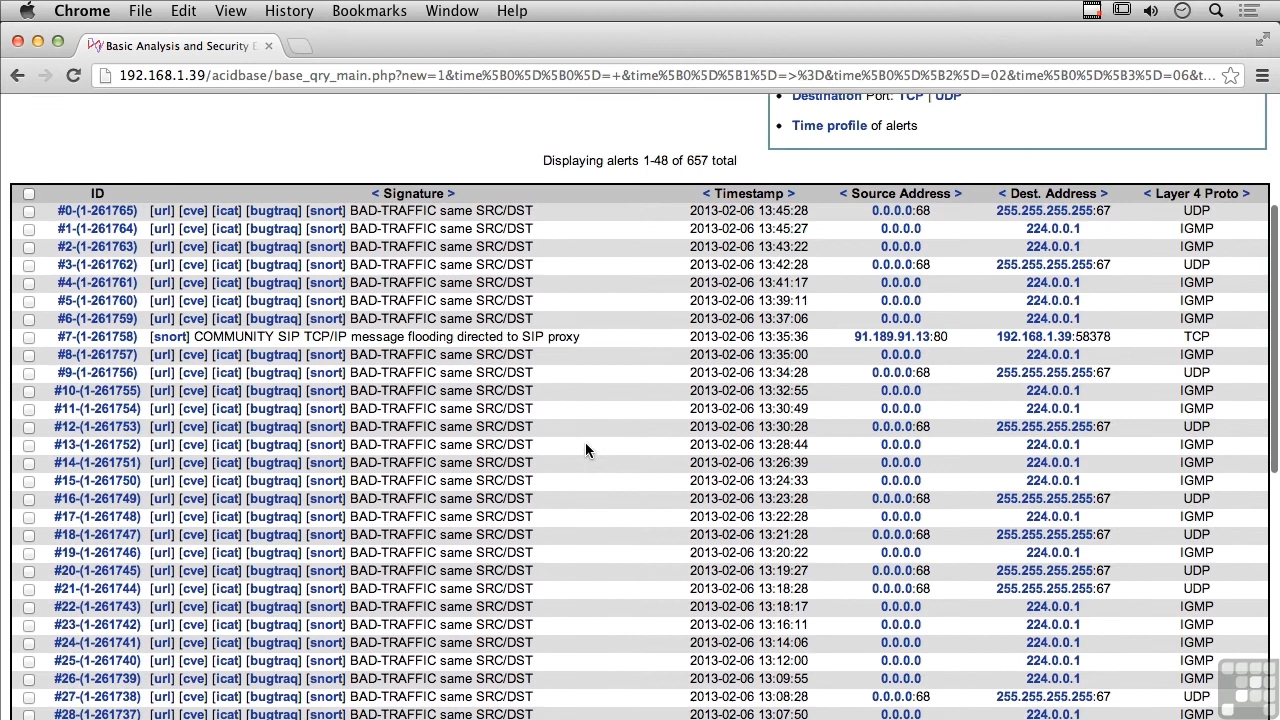 Chrome File Edit View History Bookmarks Window Help
Basic Analysis and Security E
192.168.1.39/acidbase/base_qry_main.php?new=1&time%5B0%5D%5B0%5D=+&time%5B0%5D%5B1%5D=>%3D&time%5B0%5D%5B2%5D=02&time%5B0%5D%5B3%5D=06&t...
Destination Port: TCP | UDP
Time profile of alerts
Displaying alerts 1-48 of 657 total
ID < Signature > < Timestamp > < Source Address > < Dest. Address > < Layer 4 Proto >
#0-(1-261765) [url] [cve] [icat] [bugtraq] [snort] BAD-TRAFFIC same SRC/DST 2013-02-06 13:45:28 0.0.0.0:68 255.255.255.255:67 UDP
#1-(1-261764) [url] [cve] [icat] [bugtraq] [snort] BAD-TRAFFIC same SRC/DST 2013-02-06 13:45:27 0.0.0.0 224.0.0.1 IGMP
#2-(1-261763) [url] [cve] [icat] [bugtraq] [snort] BAD-TRAFFIC same SRC/DST 2013-02-06 13:43:22 0.0.0.0 224.0.0.1 IGMP
#3-(1-261762) [url] [cve] [icat] [bugtraq] [snort] BAD-TRAFFIC same SRC/DST 2013-02-06 13:42:28 0.0.0.0:68 255.255.255.255:67 UDP
#4-(1-261761) [url] [cve] [icat] [bugtraq] [snort] BAD-TRAFFIC same SRC/DST 2013-02-06 13:41:17 0.0.0.0 224.0.0.1 IGMP
#5-(1-261760) [url] [cve] [icat] [bugtraq] [snort] BAD-TRAFFIC same SRC/DST 2013-02-06 13:39:11 0.0.0.0 224.0.0.1 IGMP
#6-(1-261759) [url] [cve] [icat] [bugtraq] [snort] BAD-TRAFFIC same SRC/DST 2013-02-06 13:37:06 0.0.0.0 224.0.0.1 IGMP
#7-(1-261758) [snort] COMMUNITY SIP TCP/IP message flooding directed to SIP proxy 2013-02-06 13:35:36 91.189.91.13:80 192.168.1.39:58378 TCP
#8-(1-261757) [url] [cve] [icat] [bugtraq] [snort] BAD-TRAFFIC same SRC/DST 2013-02-06 13:35:00 0.0.0.0 224.0.0.1 IGMP
#9-(1-261756) [url] [cve] [icat] [bugtraq] [snort] BAD-TRAFFIC same SRC/DST 2013-02-06 13:34:28 0.0.0.0:68 255.255.255.255:67 UDP
#10-(1-261755) [url] [cve] [icat] [bugtraq] [snort] BAD-TRAFFIC same SRC/DST 2013-02-06 13:32:55 0.0.0.0 224.0.0.1 IGMP
#11-(1-261754) [url] [cve] [icat] [bugtraq] [snort] BAD-TRAFFIC same SRC/DST 2013-02-06 13:30:49 0.0.0.0 224.0.0.1 IGMP
#12-(1-261753) [url] [cve] [icat] [bugtraq] [snort] BAD-TRAFFIC same SRC/DST 2013-02-06 13:30:28 0.0.0.0:68 255.255.255.255:67 UDP
#13-(1-261752) [url] [cve] [icat] [bugtraq] [snort] BAD-TRAFFIC same SRC/DST 2013-02-06 13:28:44 0.0.0.0 224.0.0.1 IGMP
#14-(1-261751) [url] [cve] [icat] [bugtraq] [snort] BAD-TRAFFIC same SRC/DST 2013-02-06 13:26:39 0.0.0.0 224.0.0.1 IGMP
#15-(1-261750) [url] [cve] [icat] [bugtraq] [snort] BAD-TRAFFIC same SRC/DST 2013-02-06 13:24:33 0.0.0.0 224.0.0.1 IGMP
#16-(1-261749) [url] [cve] [icat] [bugtraq] [snort] BAD-TRAFFIC same SRC/DST 2013-02-06 13:23:28 0.0.0.0:68 255.255.255.255:67 UDP
#17-(1-261748) [url] [cve] [icat] [bugtraq] [snort] BAD-TRAFFIC same SRC/DST 2013-02-06 13:22:28 0.0.0.0 224.0.0.1 IGMP
#18-(1-261747) [url] [cve] [icat] [bugtraq] [snort] BAD-TRAFFIC same SRC/DST 2013-02-06 13:21:28 0.0.0.0:68 255.255.255.255:67 UDP
#19-(1-261746) [url] [cve] [icat] [bugtraq] [snort] BAD-TRAFFIC same SRC/DST 2013-02-06 13:20:22 0.0.0.0 224.0.0.1 IGMP
#20-(1-261745) [url] [cve] [icat] [bugtraq] [snort] BAD-TRAFFIC same SRC/DST 2013-02-06 13:19:27 0.0.0.0:68 255.255.255.255:67 UDP
#21-(1-261744) [url] [cve] [icat] [bugtraq] [snort] BAD-TRAFFIC same SRC/DST 2013-02-06 13:18:28 0.0.0.0:68 255.255.255.255:67 UDP
#22-(1-261743) [url] [cve] [icat] [bugtraq] [snort] BAD-TRAFFIC same SRC/DST 2013-02-06 13:18:17 0.0.0.0 224.0.0.1 IGMP
#23-(1-261742) [url] [cve] [icat] [bugtraq] [snort] BAD-TRAFFIC same SRC/DST 2013-02-06 13:16:11 0.0.0.0 224.0.0.1 IGMP
#24-(1-261741) [url] [cve] [icat] [bugtraq] [snort] BAD-TRAFFIC same SRC/DST 2013-02-06 13:14:06 0.0.0.0 224.0.0.1 IGMP
#25-(1-261740) [url] [cve] [icat] [bugtraq] [snort] BAD-TRAFFIC same SRC/DST 2013-02-06 13:12:00 0.0.0.0 224.0.0.1 IGMP
#26-(1-261739) [url] [cve] [icat] [bugtraq] [snort] BAD-TRAFFIC same SRC/DST 2013-02-06 13:09:55 0.0.0.0 224.0.0.1 IGMP
#27-(1-261738) [url] [cve] [icat] [bugtraq] [snort] BAD-TRAFFIC same SRC/DST 2013-02-06 13:08:28 0.0.0.0:68 255.255.255.255:67 UDP
#28-(1-261737) [url] [cve] [icat] [bugtraq] [snort] BAD-TRAFFIC same SRC/DST 2013-02-06 13:07:50 0.0.0.0 224.0.0.1 IGMP